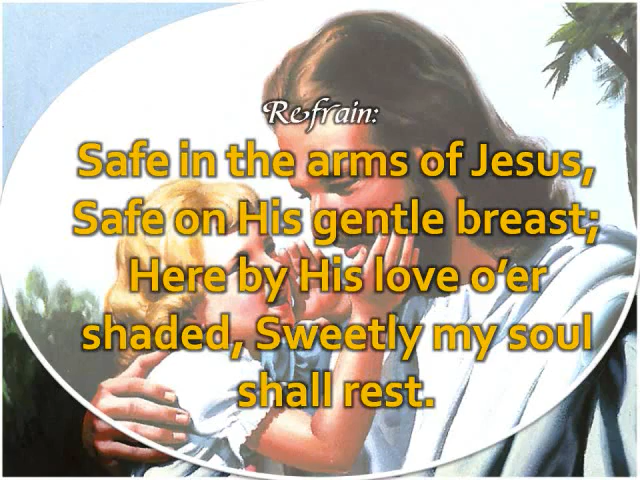 Refrain:
Safe in the arms of Jesus,
Safe on His gentle breast;
Here by His love o’er
shaded, Sweetly my soul
shall rest.